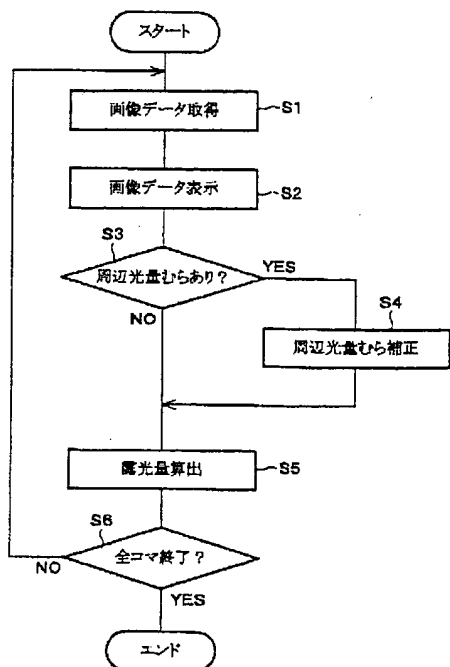 スタート
画像データ取得
S1
画像データ表示
S2
S3
周辺光量むらあり?
YES
NO
S4
周辺光量むら補正
露光量算出
S5
S6
全コマ終了?
NO
YES
エンド